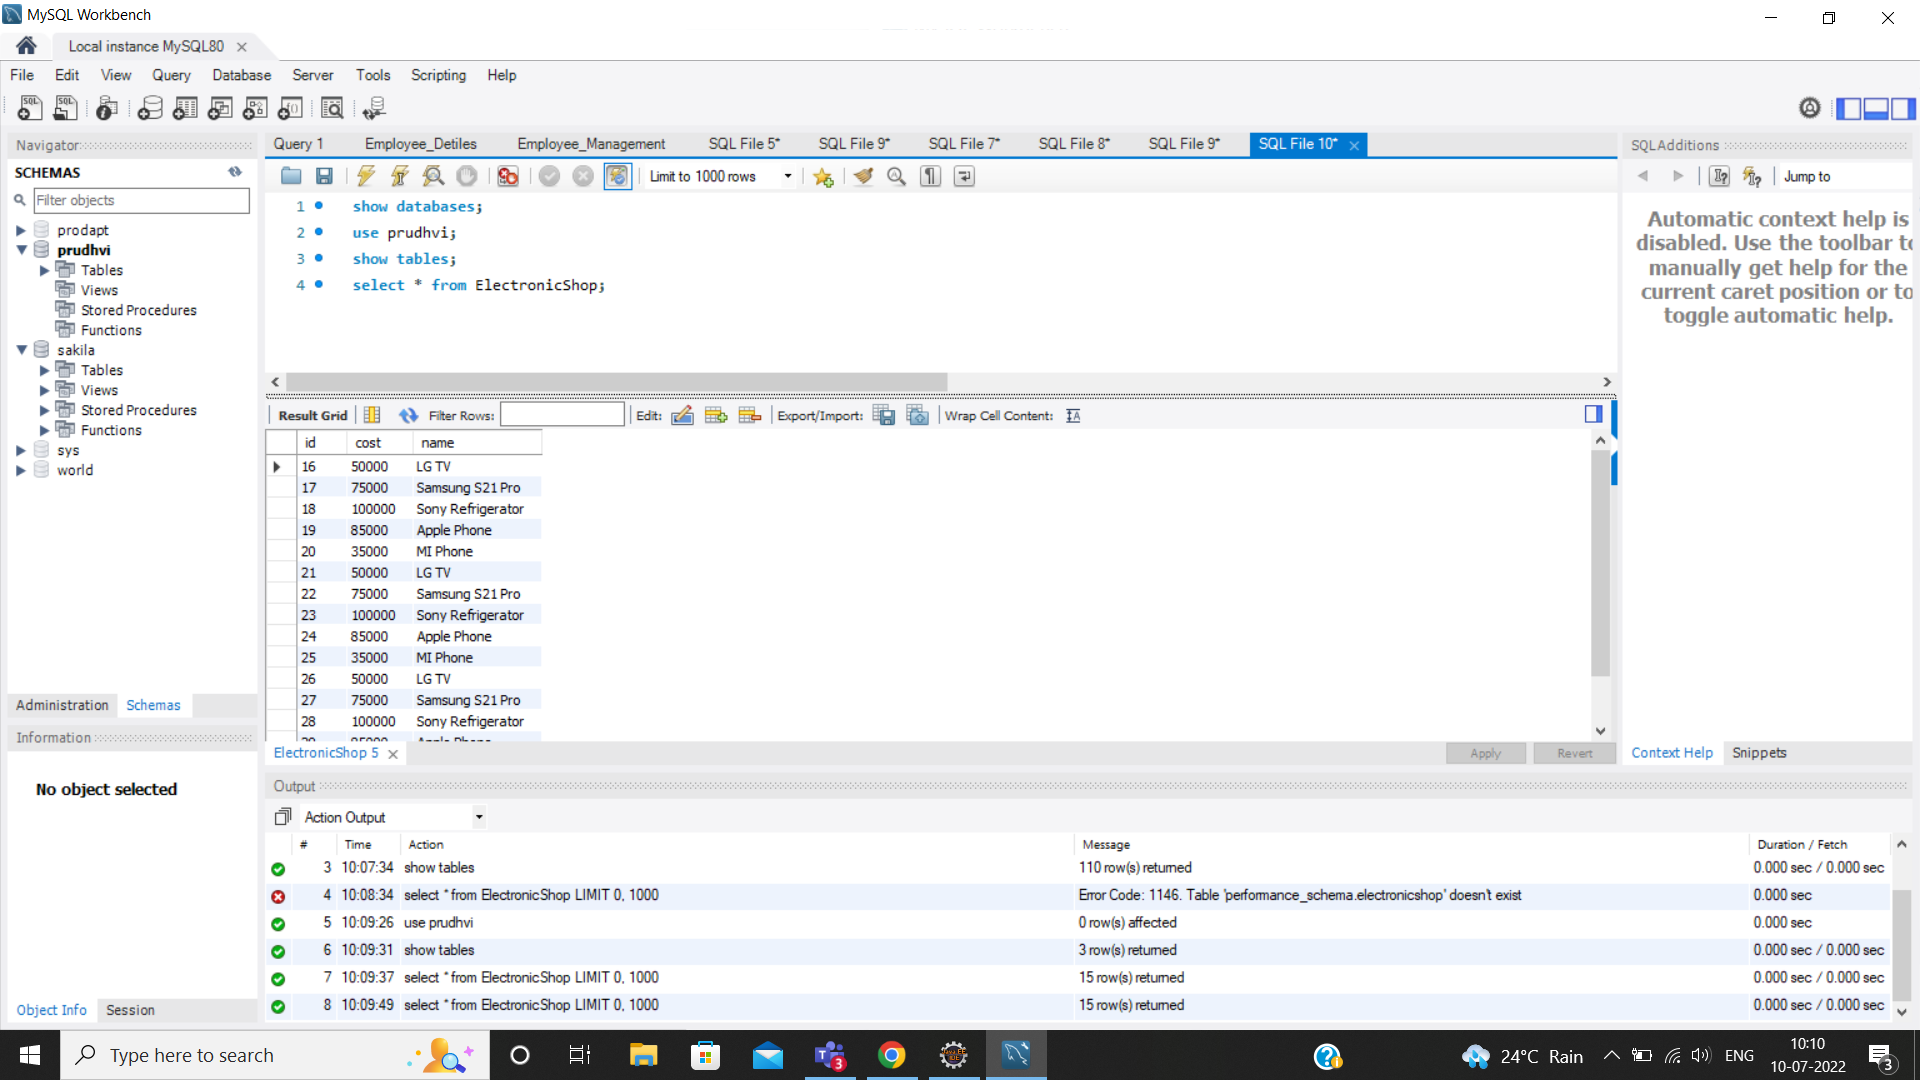 MySQL Workbench
Local instance MySQL80
File Edit View Query Database Server Tools Scripting Help
Navigator
SCHEMAS
Filter objects
prodapt
prudhvi
Tables
Views
Stored Procedures
Functions
sakila
Tables
Views
Stored Procedures
Functions
sys
world
Administration Schemas
Information
No object selected
Object Info Session
Query 1 Employee_Detiles Employee_Management SQL File 5* SQL File 9* SQL File 7* SQL File 8* SQL File 9* SQL File 10*
Limit to 1000 rows
1 show databases;
2 use prudhvi;
3 show tables;
4 select * from ElectronicShop;
Result Grid Filter Rows: Edit: Export/Import: Wrap Cell Content:
id cost name
16 50000 LG TV
17 75000 Samsung S21 Pro
18 100000 Sony Refrigerator
19 85000 Apple Phone
20 35000 MI Phone
21 50000 LG TV
22 75000 Samsung S21 Pro
23 100000 Sony Refrigerator
24 85000 Apple Phone
25 35000 MI Phone
26 50000 LG TV
27 75000 Samsung S21 Pro
28 100000 Sony Refrigerator
29 85000 Apple Phone
ElectronicShop 5
Apply Revert
SQLAdditions
Jump to
Automatic context help is
disabled. Use the toolbar to
manually get help for the
current caret position or to
toggle automatic help.
Context Help Snippets
Output
Action Output
# Time Action Message Duration / Fetch
3 10:07:34 show tables 110 row(s) returned 0.000 sec / 0.000 sec
4 10:08:34 select * from ElectronicShop LIMIT 0, 1000 Error Code: 1146. Table 'performance_schema.electronicshop' doesn't exist 0.000 sec
5 10:09:26 use prudhvi 0 row(s) affected 0.000 sec
6 10:09:31 show tables 3 row(s) returned 0.000 sec / 0.000 sec
7 10:09:37 select * from ElectronicShop LIMIT 0, 1000 15 row(s) returned 0.000 sec / 0.000 sec
8 10:09:49 select * from ElectronicShop LIMIT 0, 1000 15 row(s) returned 0.000 sec / 0.000 sec
Type here to search
3
24°C Rain
ENG
10:10
10-07-2022
3